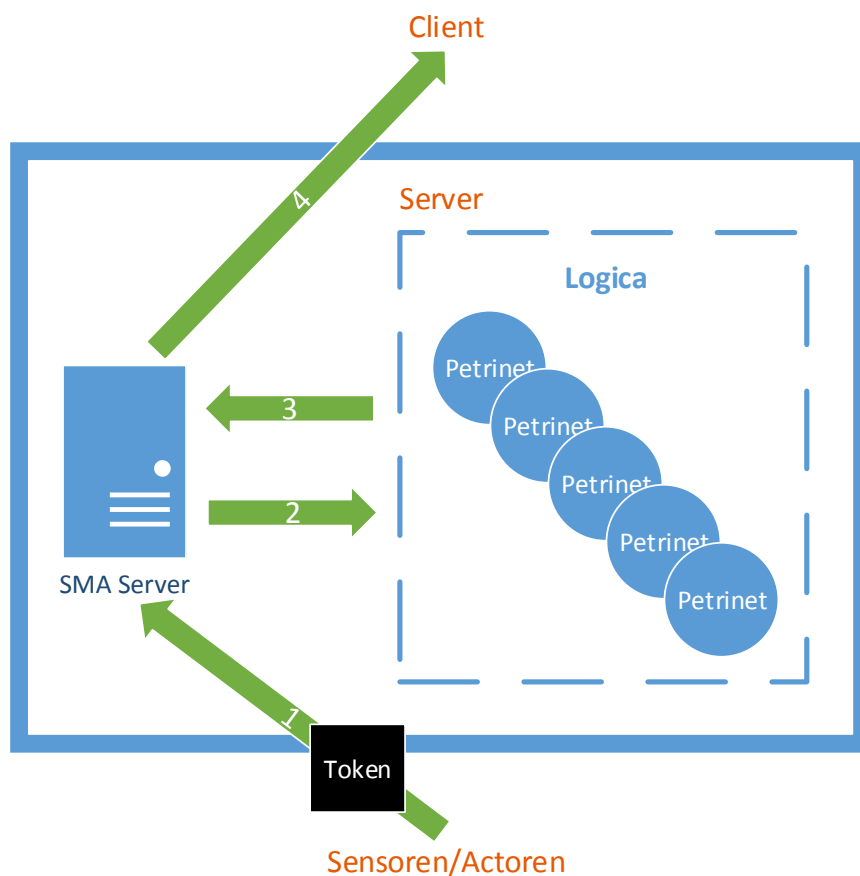 Client
4
Server
Logica
Petrinet
Petrinet
Petrinet
Petrinet
Petrinet
3
2
SMA Server
1
Token
Sensoren/Actoren